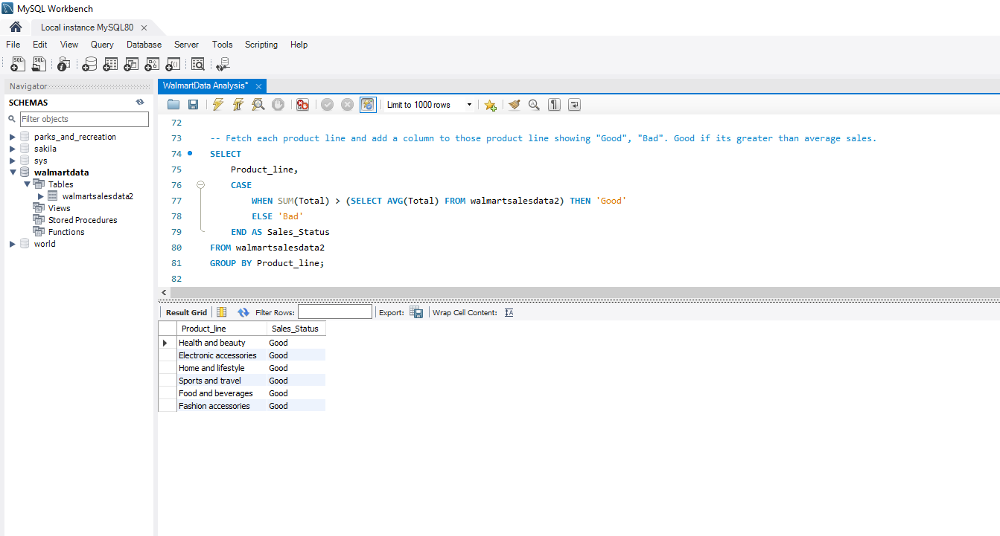 MySQL Workbench
Local instance MySQL80
File Edit View Query Database Server Tools Scripting Help
Navigator
SCHEMAS
Filter objects
parks_and_recreation
sakila
sys
walmartdata
Tables
walmartsalesdata2
Views
Stored Procedures
Functions
world
WalmartData Analysis*
Limit to 1000 rows
72
73 -- Fetch each product line and add a column to those product line showing "Good", "Bad". Good if its greater than average sales.
74 SELECT
75 Product_line,
76 CASE
77 WHEN SUM(Total) > (SELECT AVG(Total) FROM walmartsalesdata2) THEN 'Good'
78 ELSE 'Bad'
79 END AS Sales_Status
80 FROM walmartsalesdata2
81 GROUP BY Product_line;
82
Result Grid Filter Rows: Export: Wrap Cell Content:
Product_line Sales_Status
Health and beauty Good
Electronic accessories Good
Home and lifestyle Good
Sports and travel Good
Food and beverages Good
Fashion accessories Good